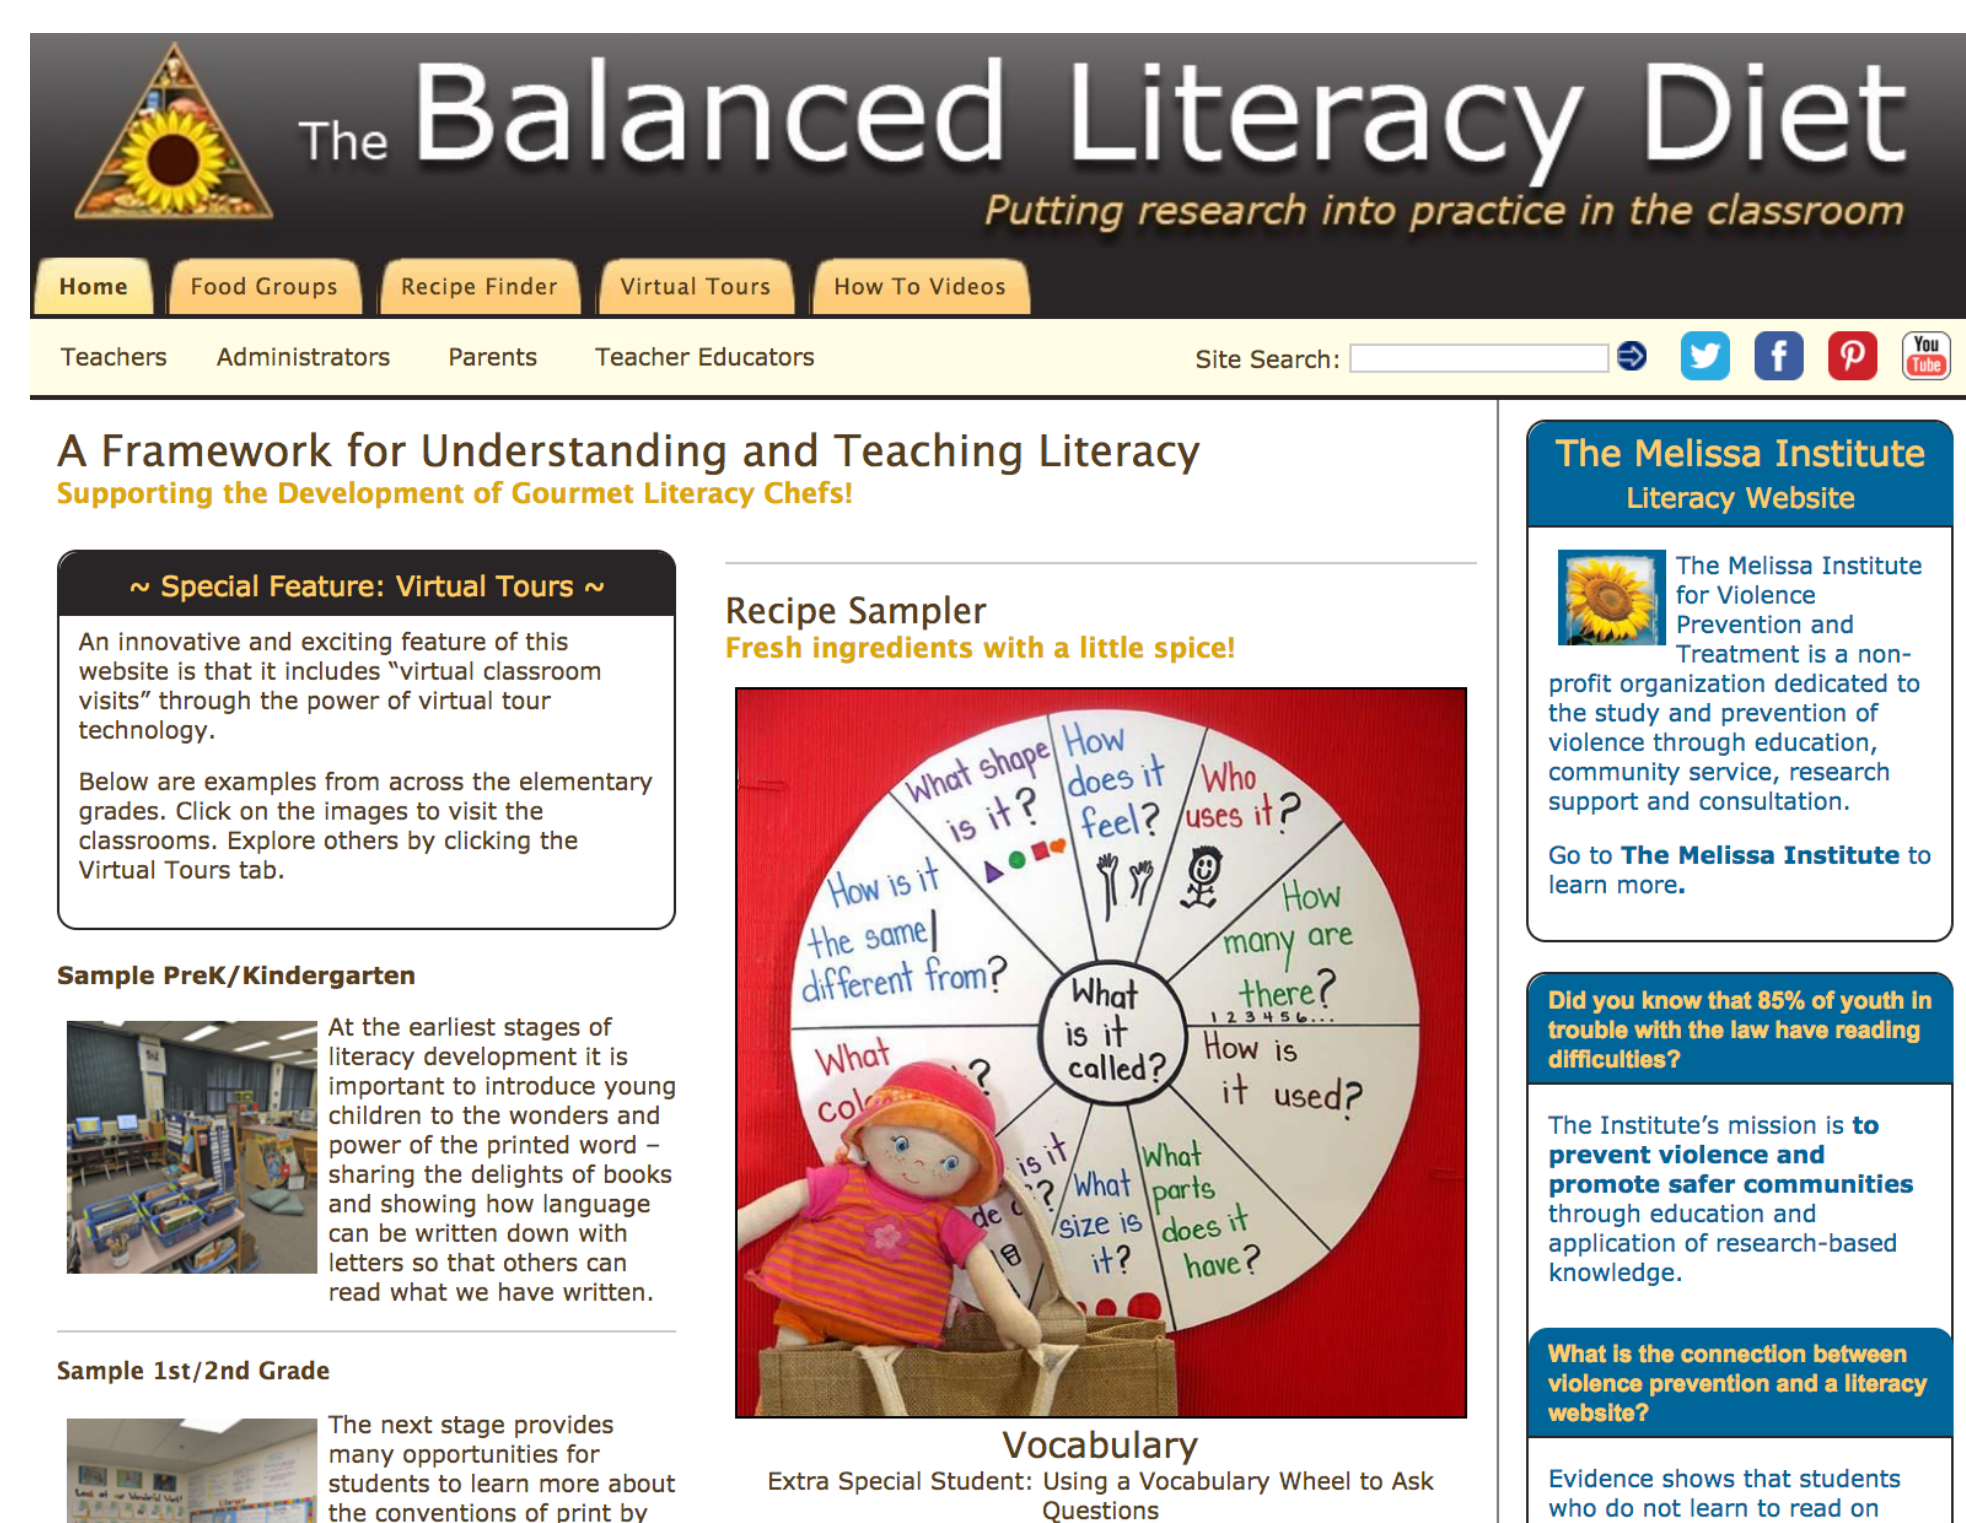 The Balanced Literacy Diet
Putting research into practice in the classroom
Home
Food Groups
Recipe Finder
Virtual Tours
How To Videos
Teachers
Administrators
Parents
Teacher Educators
Site Search:
You
Tube
A Framework for Understanding and Teaching Literacy
Supporting the Development of Gourmet Literacy Chefs!
~ Special Feature: Virtual Tours ~
An innovative and exciting feature of this
website is that it includes “virtual classroom
visits” through the power of virtual tour
technology.
Below are examples from across the elementary
grades. Click on the images to visit the
classrooms. Explore others by clicking the
Virtual Tours tab.
Sample PreK/Kindergarten
At the earliest stages of
literacy development it is
important to introduce young
children to the wonders and
power of the printed word –
sharing the delights of books
and showing how language
can be written down with
letters so that others can
read what we have written.
Sample 1st/2nd Grade
The next stage provides
many opportunities for
students to learn more about
the conventions of print by
Recipe Sampler
Fresh ingredients with a little spice!
What shape
is it?
How
does it
feel?
Who
uses it?
How
many are
there?
1 2 3 4 5 6...
How is
it used?
What
parts
does it
have?
What
size is
it?
is it
What
How is it
the same/
different from?
What
is it
called?
Vocabulary
Extra Special Student: Using a Vocabulary Wheel to Ask
Questions
The Melissa Institute
Literacy Website
The Melissa Institute
for Violence
Prevention and
Treatment is a non-
profit organization dedicated to
the study and prevention of
violence through education,
community service, research
support and consultation.
Go to The Melissa Institute to
learn more.
Did you know that 85% of youth in
trouble with the law have reading
difficulties?
The Institute’s mission is to
prevent violence and
promote safer communities
through education and
application of research-based
knowledge.
What is the connection between
violence prevention and a literacy
website?
Evidence shows that students
who do not learn to read on